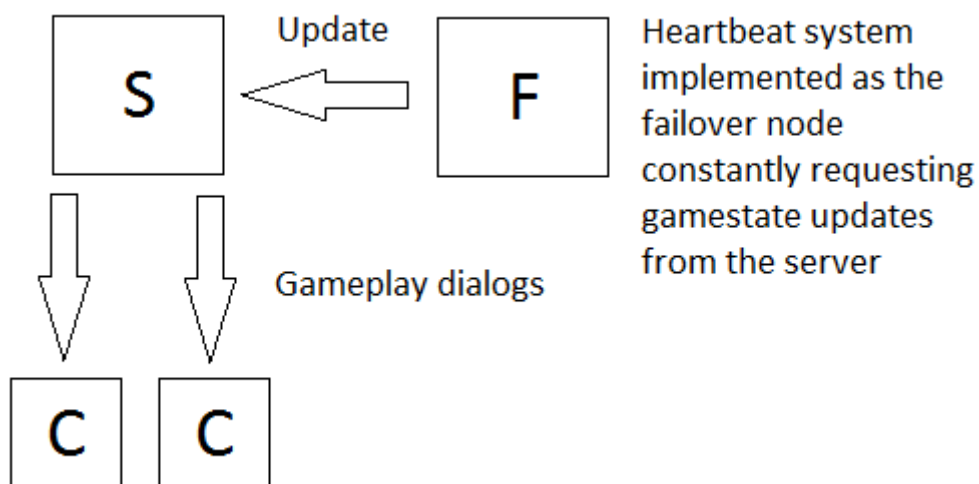 Update
S
F
Heartbeat system
implemented as the
failover node
constantly requesting
gamestate updates
from the server
Gameplay dialogs
C
C